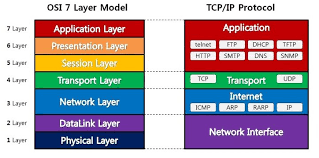 OSI 7 Layer Model
TCP/IP Protocol
7 Layer
Application Layer
Application
6 Layer
Presentation Layer
telnet FTP DHCP TFTP
5 Layer
Session Layer
HTTP SMTP DNS SNMP
4 Layer
Transport Layer
TCP Transport UDP
3 Layer
Network Layer
Internet
ICMP ARP RARP IP
2 Layer
DataLink Layer
Network Interface
1 Layer
Physical Layer